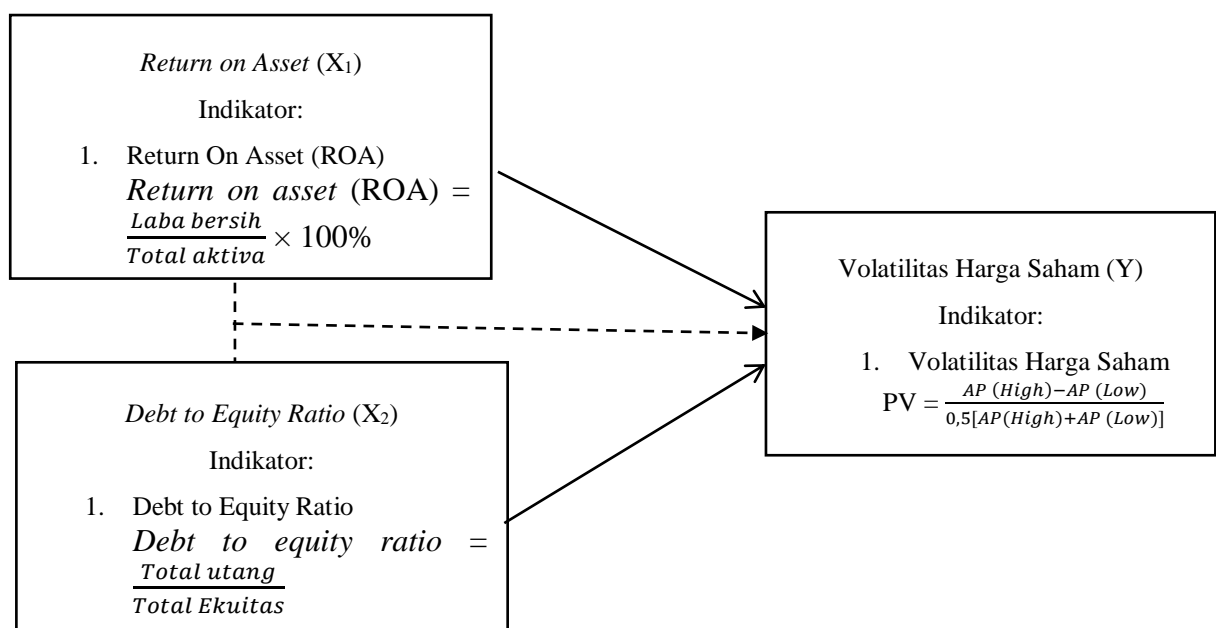 Return on Asset (X₁)
Indikator:
1. Return On Asset (ROA)
Return on asset (ROA) =
Laba bersih
Total aktiva
× 100%
Debt to Equity Ratio (X₂)
Indikator:
1. Debt to Equity Ratio
Debt to equity ratio =
Total utang
Total Ekuitas
Volatilitas Harga Saham (Y)
Indikator:
1. Volatilitas Harga Saham
PV =
AP (High)−AP (Low)
0,5[AP(High)+AP (Low)]